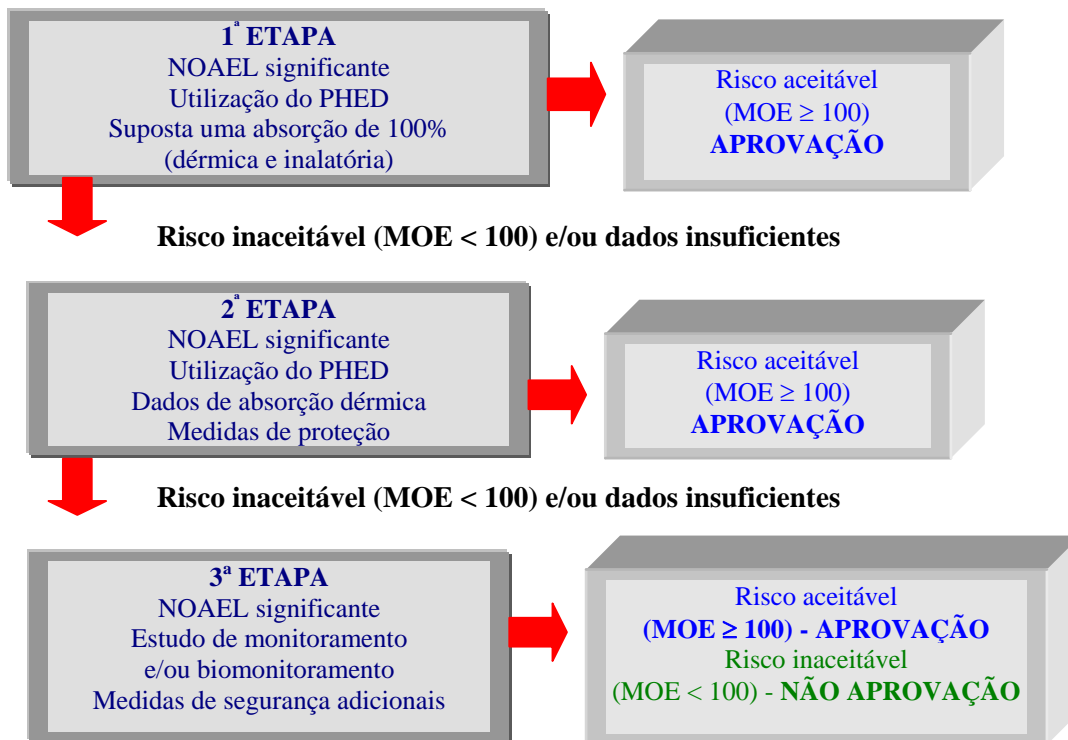 1ª ETAPA
NOAEL significante
Utilização do PHED
Suposta uma absorção de 100%
(dérmica e inalatória)
Risco aceitável
(MOE ≥ 100)
APROVAÇÃO
Risco inaceitável (MOE < 100) e/ou dados insuficientes
2ª ETAPA
NOAEL significante
Utilização do PHED
Dados de absorção dérmica
Medidas de proteção
Risco aceitável
(MOE ≥ 100)
APROVAÇÃO
Risco inaceitável (MOE < 100) e/ou dados insuficientes
3ª ETAPA
NOAEL significante
Estudo de monitoramento
e/ou biomonitoramento
Medidas de segurança adicionais
Risco aceitável
(MOE ≥ 100) - APROVAÇÃO
Risco inaceitável
(MOE < 100) - NÃO APROVAÇÃO